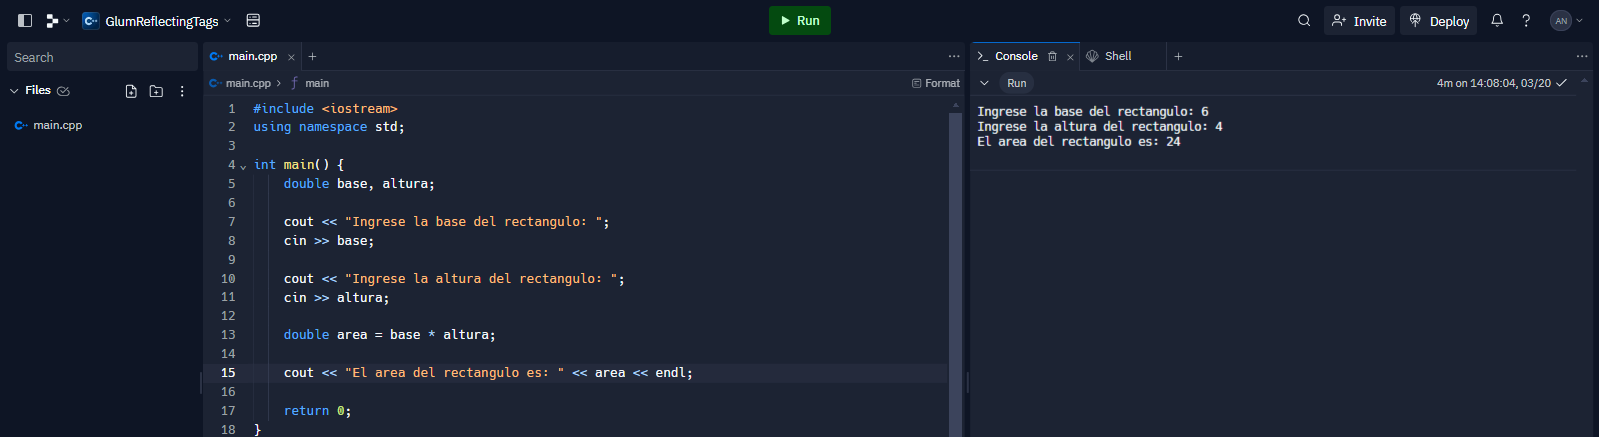 GlumReflectingTags
Run
Invite
Deploy
AN
Search
Files
main.cpp
main.cpp
main.cpp > main
Format
1 #include <iostream>
2 using namespace std;
3
4 int main() {
5 double base, altura;
6
7 cout << "Ingrese la base del rectangulo: ";
8 cin >> base;
9
10 cout << "Ingrese la altura del rectangulo: ";
11 cin >> altura;
12
13 double area = base * altura;
14
15 cout << "El area del rectangulo es: " << area << endl;
16
17 return 0;
18 }
Console
Shell
Run
4m on 14:08:04, 03/20
Ingrese la base del rectangulo: 6
Ingrese la altura del rectangulo: 4
El area del rectangulo es: 24